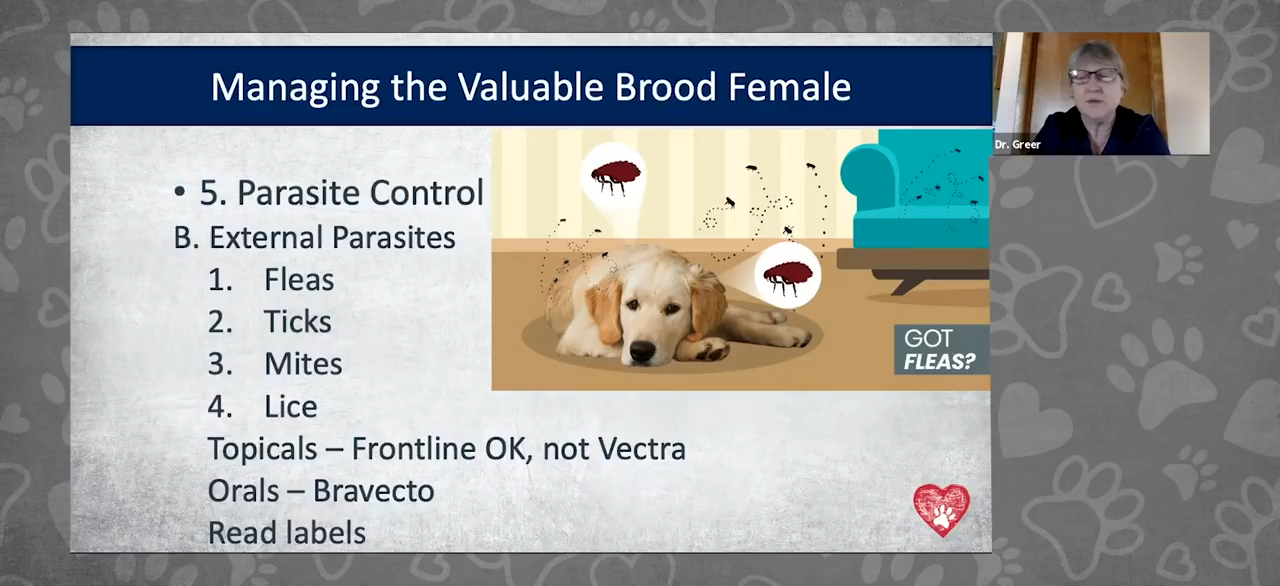 Managing the Valuable Brood Female
• 5. Parasite Control
B. External Parasites
1. Fleas
2. Ticks
3. Mites
4. Lice
Topicals – Frontline OK, not Vectra
Orals – Bravecto
Read labels
GOT
FLEAS?
Dr. Greer